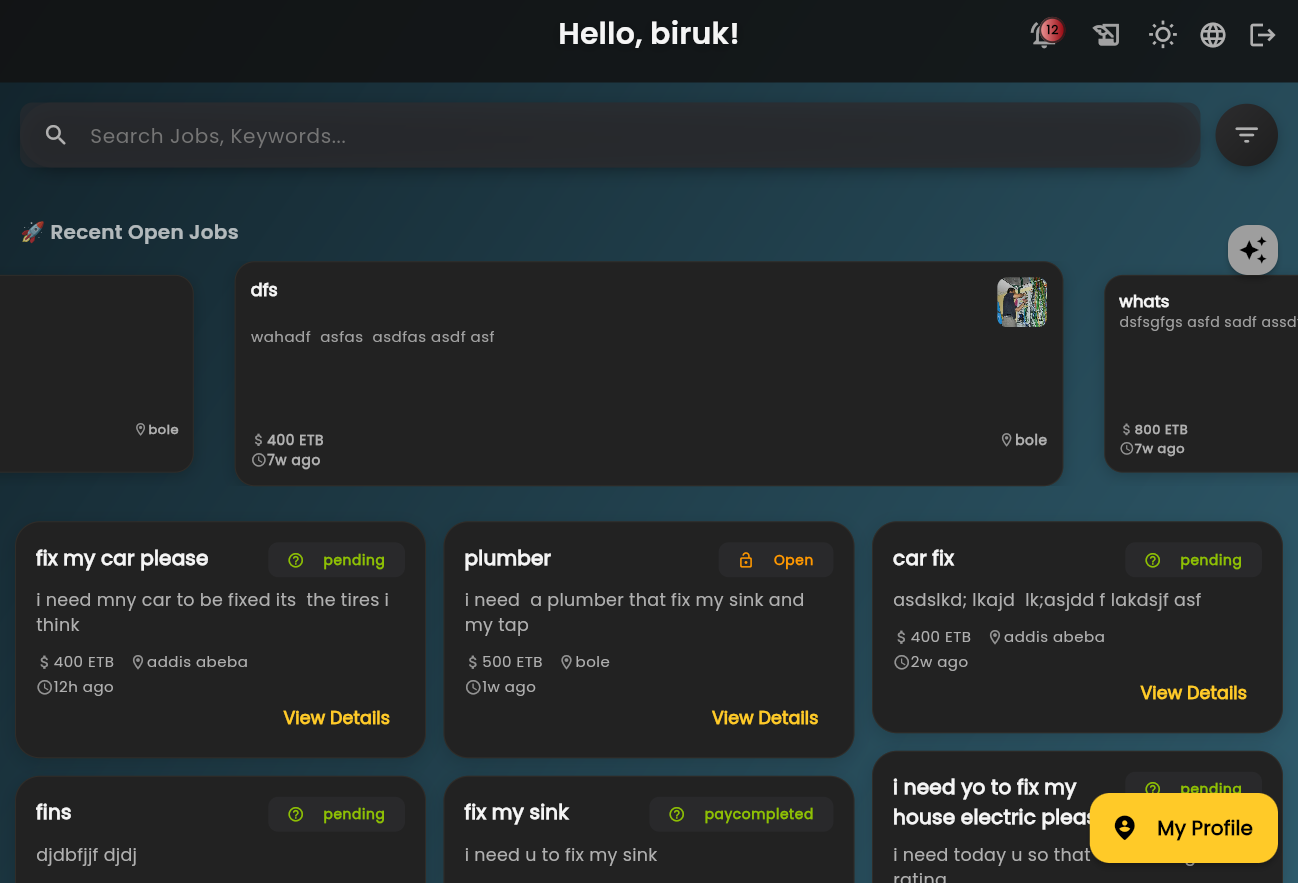 Hello, biruk!
12
Search Jobs, Keywords...
🚀 Recent Open Jobs
bole
dfs
wahadf  asfas  asdfas asdf asf
$ 400 ETB
7w ago
bole
whats
dsfsgfgs asfd sadf assdf
$ 800 ETB
7w ago
fix my car please
pending
i need mny car to be fixed its  the tires i
think
$ 400 ETB
addis abeba
12h ago
View Details
plumber
Open
i need  a plumber that fix my sink and
my tap
$ 500 ETB
bole
1w ago
View Details
car fix
pending
asdslkd; lkajd  lk;asjdd f lakdsjf asf
$ 400 ETB
addis abeba
2w ago
View Details
fins
pending
djdbfjjf djdj
fix my sink
paycompleted
i need u to fix my sink
i need yo to fix my
house electric pleas
pending
i need today u so that
rating
My Profile